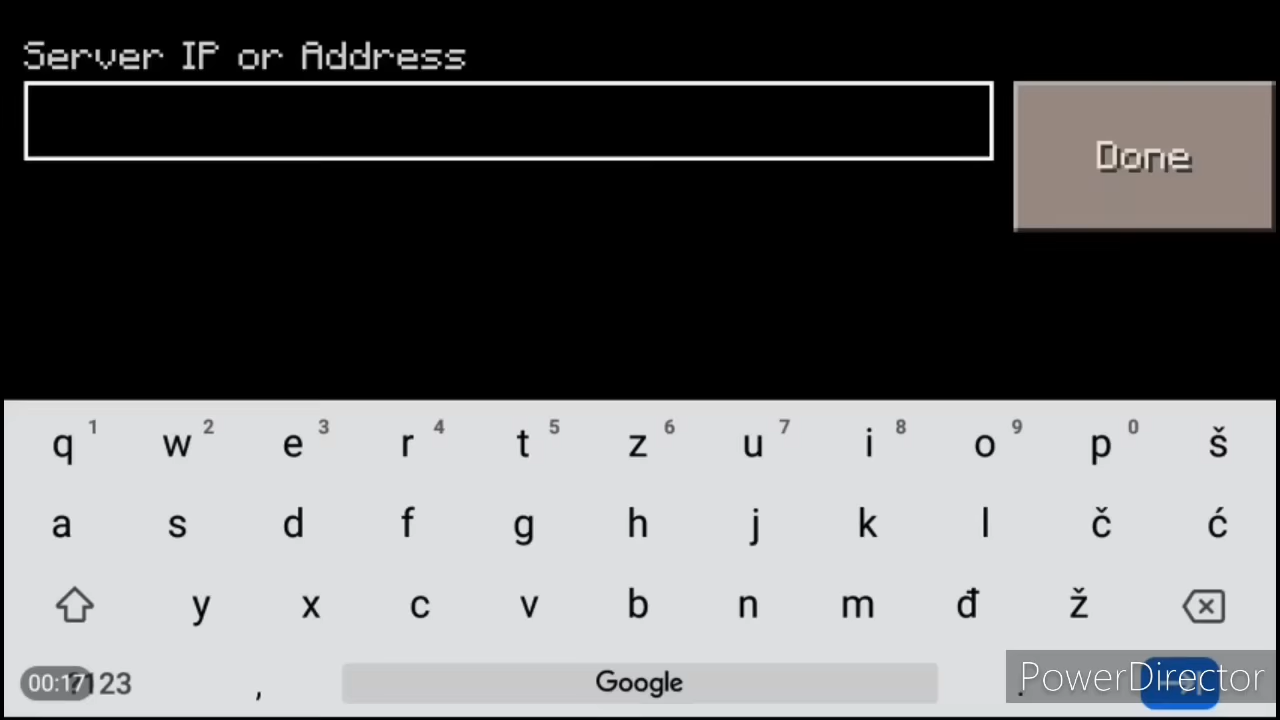 Server IP or Address
Done
q 1 w 2 e 3 r 4 t 5 z 6 u 7 i 8 o 9 p 0 š
a s d f g h j k l č ć
y x c v b n m đ ž
00:17 ?123 , Google . PowerDirector